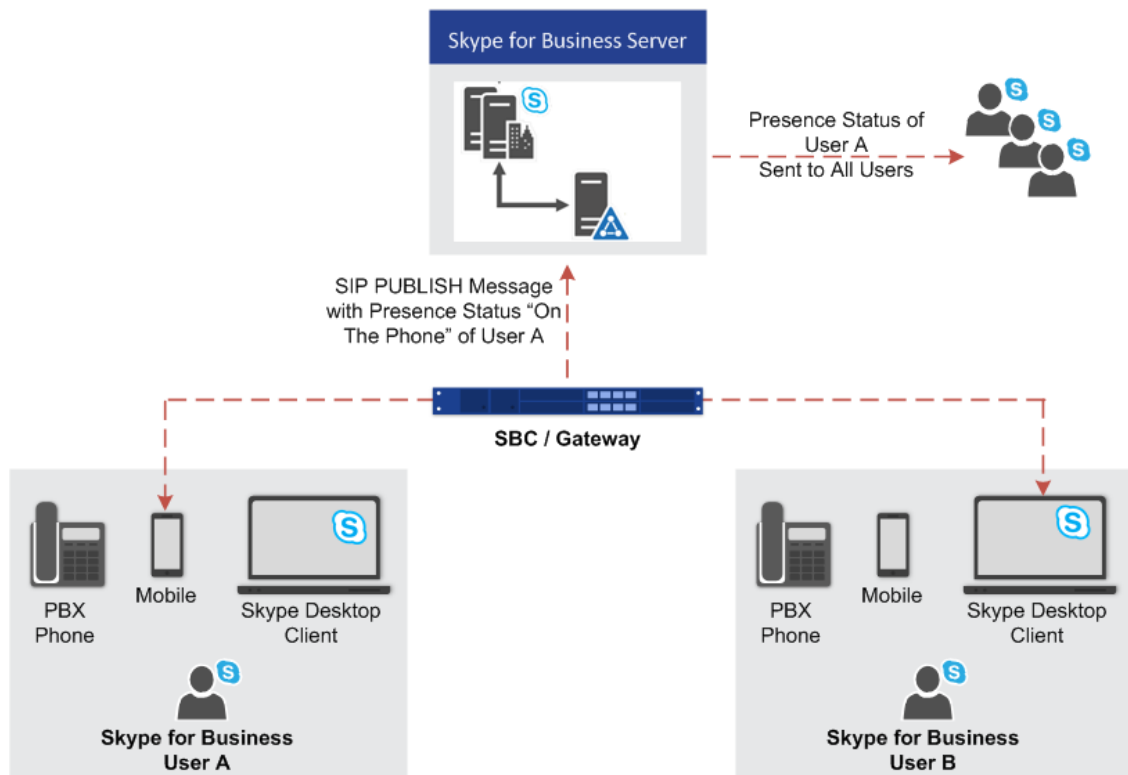 Skype for Business Server
S
Presence Status of
User A
Sent to All Users
S
S
S
SIP PUBLISH Message
with Presence Status “On
The Phone” of User A
SBC / Gateway
S
PBX
Phone
Mobile
Skype Desktop
Client
S
Skype for Business
User A
S
PBX
Phone
Mobile
Skype Desktop
Client
S
Skype for Business
User B